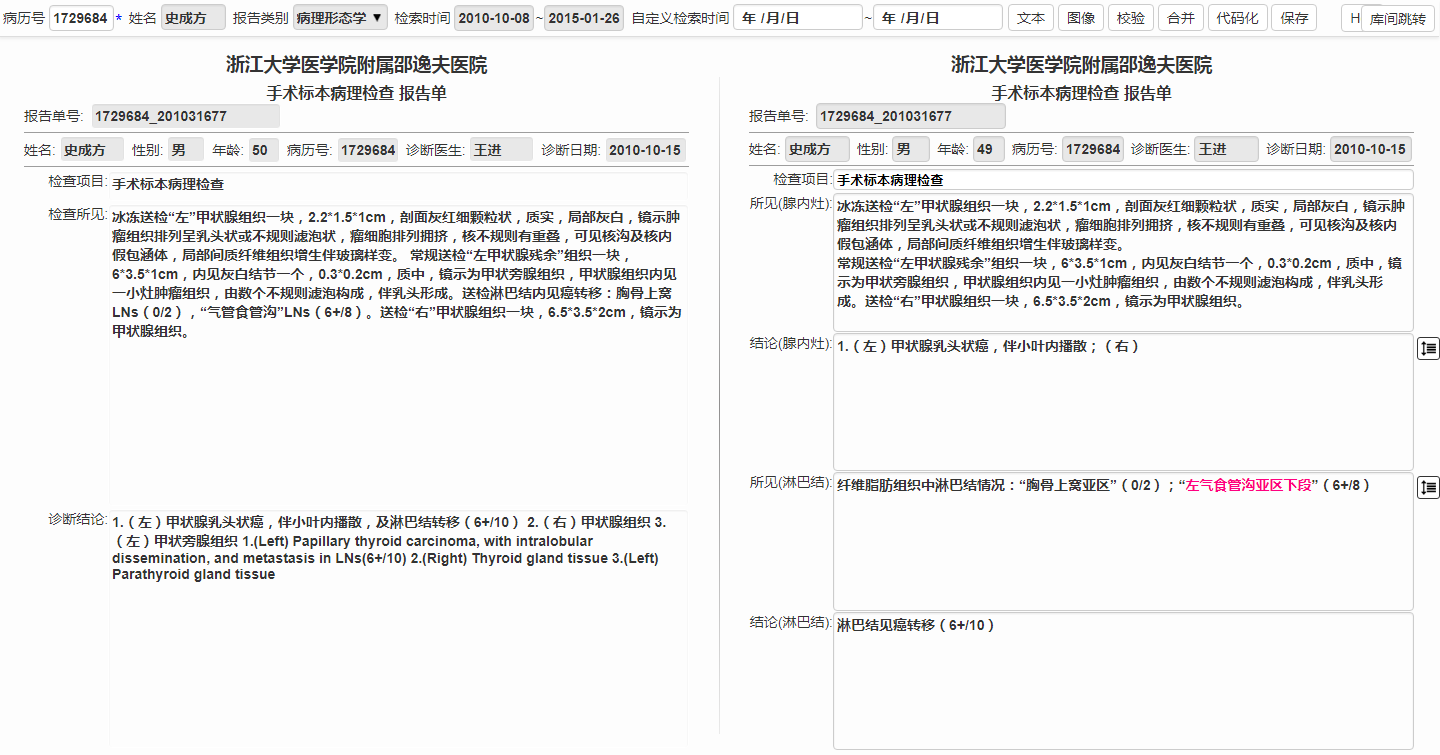 病历号 1729684 * 姓名 史成方 报告类别 病理形态学 ▼ 检索时间 2010-10-08 ~ 2015-01-26 自定义检索时间 年 /月/日 ~ 年 /月/日 文本 图像 校验 合并 代码化 保存 H 库间跳转
浙江大学医学院附属邵逸夫医院
手术标本病理检查 报告单
报告单号: 1729684_201031677
姓名: 史成方 性别: 男 年龄: 50 病历号: 1729684 诊断医生: 王进 诊断日期: 2010-10-15
检查项目: 手术标本病理检查
检查所见: 冰冻送检“左”甲状腺组织一块，2.2*1.5*1cm，剖面灰红细颗粒状，质实，局部灰白，镜示肿
瘤组织排列呈乳头状或不规则滤泡状，瘤细胞排列拥挤，核不规则有重叠，可见核沟及核内
假包涵体，局部间质纤维组织增生伴玻璃样变。 常规送检“左甲状腺残余”组织一块，
6*3.5*1cm，内见灰白结节一个，0.3*0.2cm，质中，镜示为甲状旁腺组织，甲状腺组织内见
一小灶肿瘤组织，由数个不规则滤泡构成，伴乳头形成。送检淋巴结内见癌转移：胸骨上窝
LNs（0/2），“气管食管沟”LNs（6+/8）。送检“右”甲状腺组织一块，6.5*3.5*2cm，镜示为
甲状腺组织。
诊断结论: 1.（左）甲状腺乳头状癌，伴小叶内播散，及淋巴结转移（6+/10） 2.（右）甲状腺组织 3.
（左）甲状旁腺组织 1.(Left) Papillary thyroid carcinoma, with intralobular
dissemination, and metastasis in LNs(6+/10) 2.(Right) Thyroid gland tissue 3.(Left)
Parathyroid gland tissue
浙江大学医学院附属邵逸夫医院
手术标本病理检查 报告单
报告单号: 1729684_201031677
姓名: 史成方 性别: 男 年龄: 49 病历号: 1729684 诊断医生: 王进 诊断日期: 2010-10-15
检查项目: 手术标本病理检查
所见(腺内灶): 冰冻送检“左”甲状腺组织一块，2.2*1.5*1cm，剖面灰红细颗粒状，质实，局部灰白，镜示肿
瘤组织排列呈乳头状或不规则滤泡状，瘤细胞排列拥挤，核不规则有重叠，可见核沟及核内
假包涵体，局部间质纤维组织增生伴玻璃样变。
常规送检“左甲状腺残余”组织一块，6*3.5*1cm，内见灰白结节一个，0.3*0.2cm，质中，镜
示为甲状旁腺组织，甲状腺组织内见一小灶肿瘤组织，由数个不规则滤泡构成，伴乳头形
成。送检“右”甲状腺组织一块，6.5*3.5*2cm，镜示为甲状腺组织。
结论(腺内灶): 1.（左）甲状腺乳头状癌，伴小叶内播散；（右）
所见(淋巴结): 纤维脂肪组织中淋巴结情况：“胸骨上窝亚区”（0/2）；“左气食管沟亚区下段”（6+/8）
结论(淋巴结): 淋巴结见癌转移（6+/10）